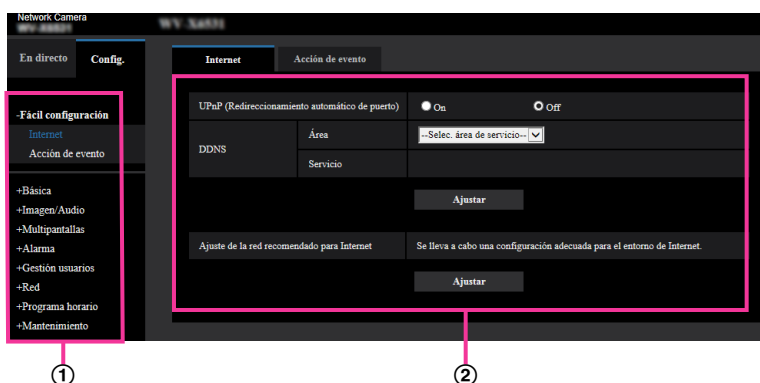 Network Camera
WV-X6531
En directo Config.
Internet Acción de evento
-Fácil configuración
Internet
Acción de evento
+Básica
+Imagen/Audio
+Multipantallas
+Alarma
+Gestión usuarios
+Red
+Programa horario
+Mantenimiento
UPnP (Redireccionamiento automático de puerto) On Off
DDNS
Área --Selec. área de servicio--
Servicio
Ajustar
Ajuste de la red recomendado para Internet Se lleva a cabo una configuración adecuada para el entorno de Internet.
Ajustar
① ②